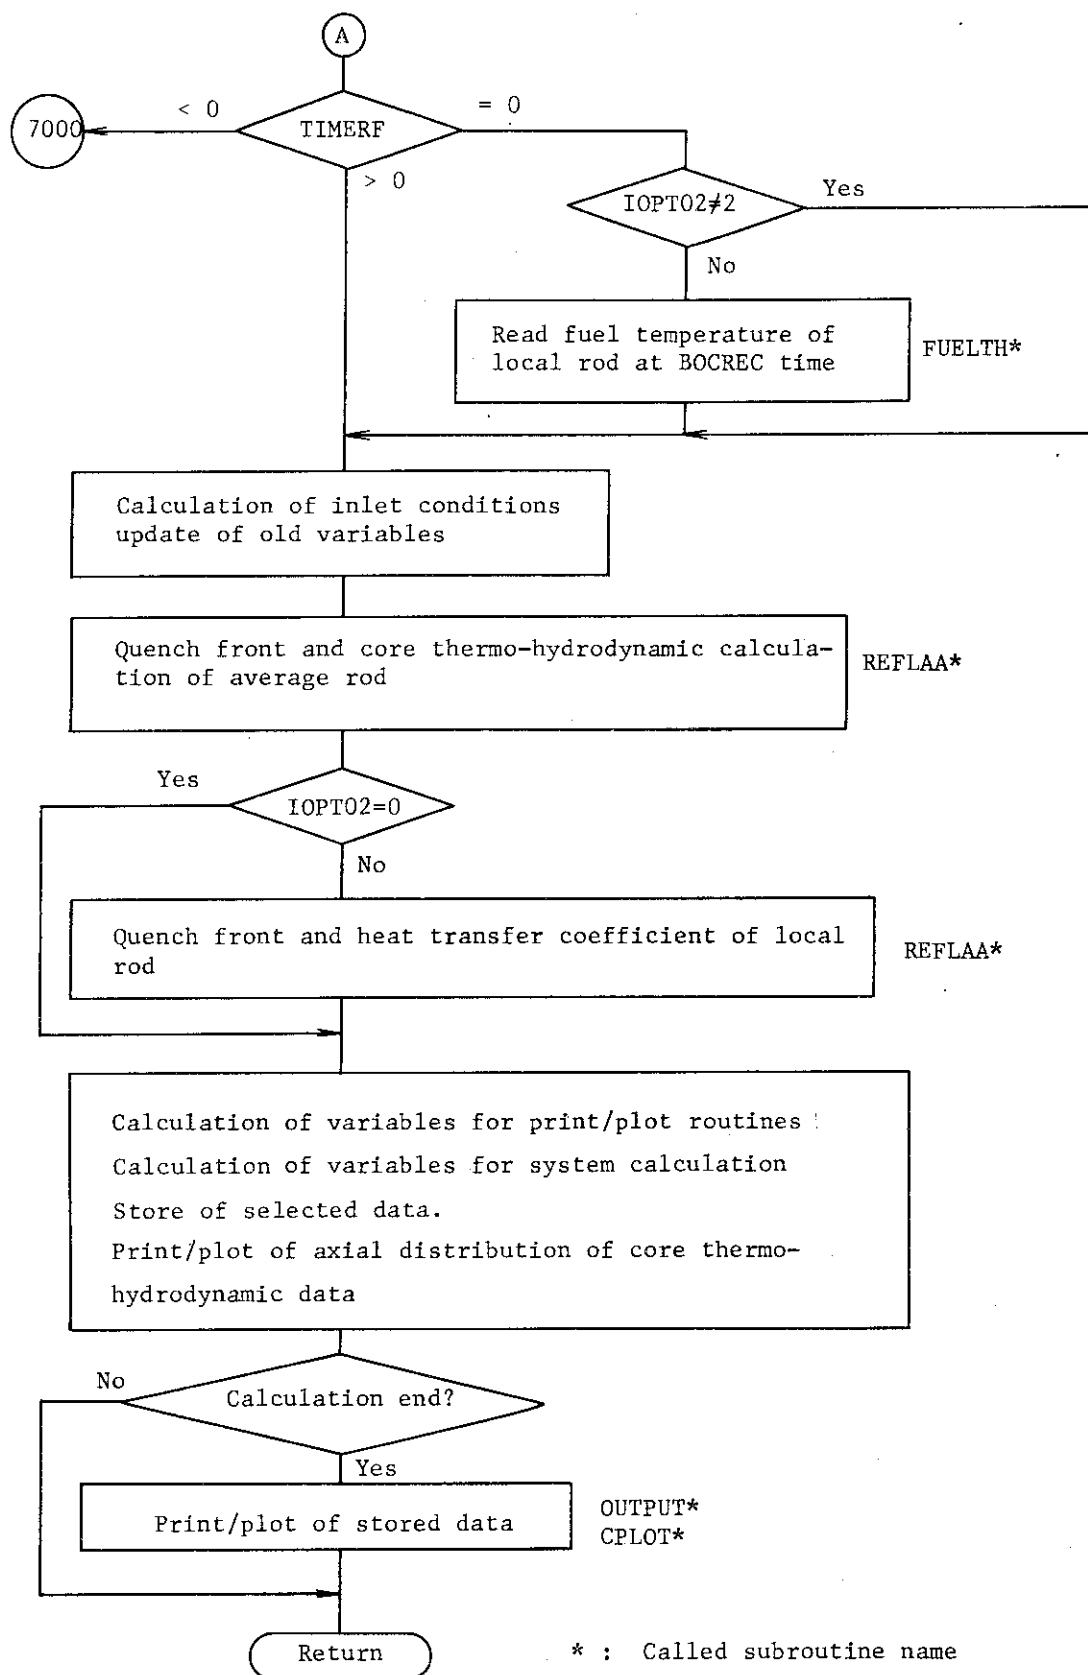 A
< 0
= 0
7000
TIMERF
> 0
IOPT02≠2
Yes
No
Read fuel temperature of
local rod at BOCREC time
FUELTH*
Calculation of inlet conditions
update of old variables
Quench front and core thermo-hydrodynamic calcula-
tion of average rod
REFLAA*
Yes
IOPT02=0
No
Quench front and heat transfer coefficient of local
rod
REFLAA*
Calculation of variables for print/plot routines
Calculation of variables for system calculation
Store of selected data.
Print/plot of axial distribution of core thermo-
hydrodynamic data
No
Calculation end?
Yes
Print/plot of stored data
OUTPUT*
CPLOT*
Return
* : Called subroutine name